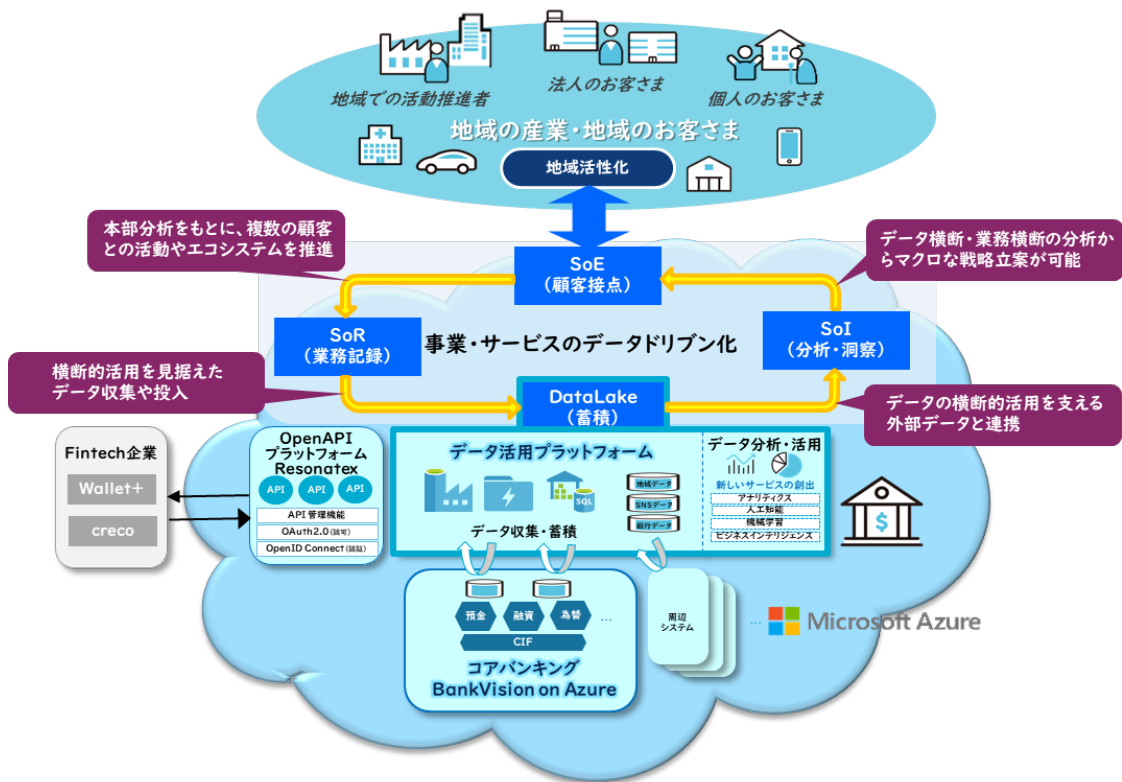 地域での活動推進者
法人のお客さま
個人のお客さま
地域の産業・地域のお客さま
地域活性化
本部分析をもとに、複数の顧客
との活動やエコシステムを推進
データ横断・業務横断の分析か
らマクロな戦略立案が可能
SoE
(顧客接点)
SoR
(業務記録)
事業・サービスのデータドリブン化
SoI
(分析・洞察)
横断的活用を見据えた
データ収集や投入
DataLake
(蓄積)
データの横断的活用を支える
外部データと連携
Fintech企業
Wallet+
creco
OpenAPI
プラットフォーム
Resonatex
API
API
API
API 管理機能
OAuth2.0(認可)
OpenID Connect(認証)
データ活用プラットフォーム
SQL
データ収集・蓄積
地域データ
SNSデータ
銀行データ
データ分析・活用
新しいサービスの創出
アナリティクス
人工知能
機械学習
ビジネスインテリジェンス
$
預金
融資
為替
...
CIF
コアバンキング
BankVision on Azure
周辺
システム
...
Microsoft Azure